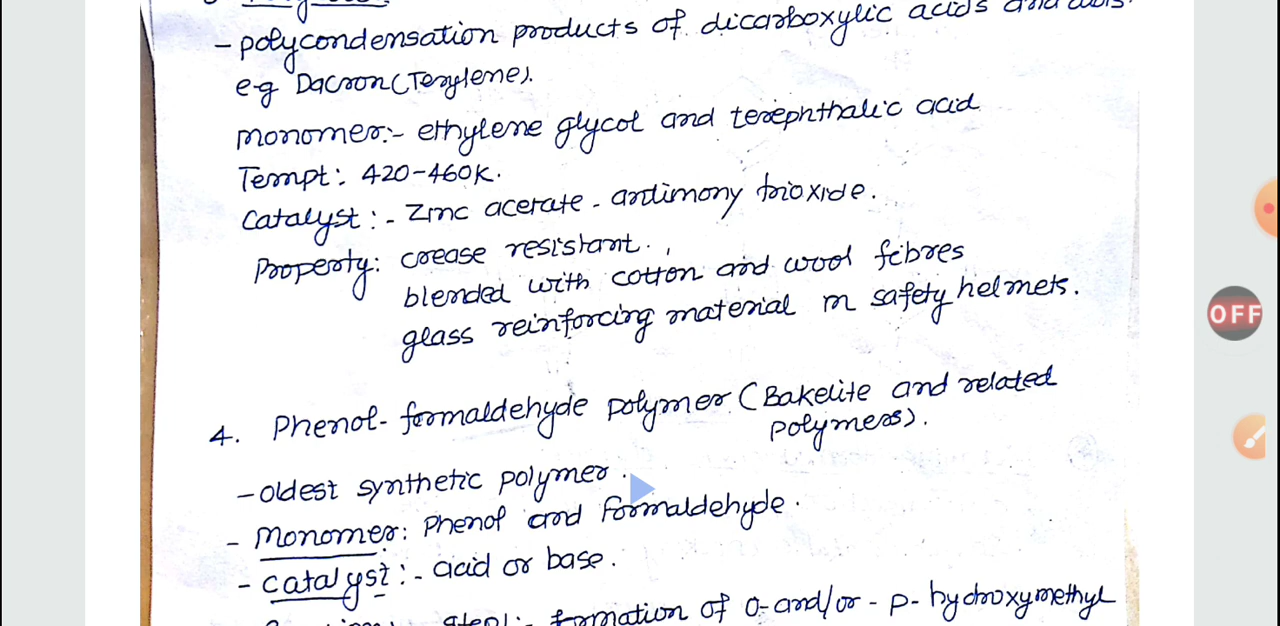 - polycondensation products of dicarboxylic acids and
e-g Dacron (Terylene).
monomer:- ethylene glycol and terephthalic acid
Tempt: 420-460K.
Catalyst :- Zinc acetate - antimony trioxide.
Property: crease resistant.
blended with cotton and wool fibres
glass reinforcing material in safety helmets.
4. Phenol-formaldehyde polymer (Bakelite and related
polymers).
- oldest synthetic polymer.
- Monomer: Phenol and formaldehyde.
- Catalyst :- acid or base.
formation of o-and/or - p-hydroxymethyl
OFF